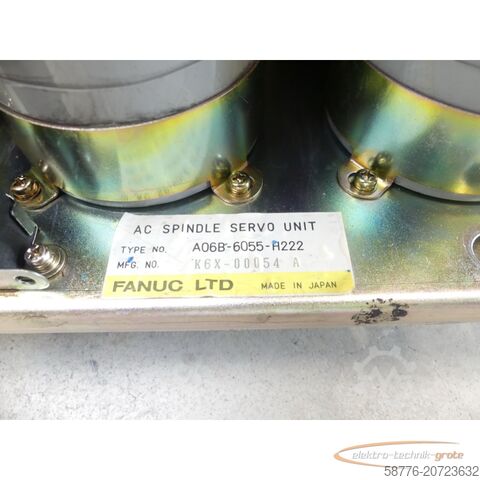 AC SPINDLE SERVO UNIT
TYPE NO. A06B-6055-H222
MFG. NO. K6X-00054 A
FANUC LTD MADE IN JAPAN
elektro-technik-grote
58776-20723632